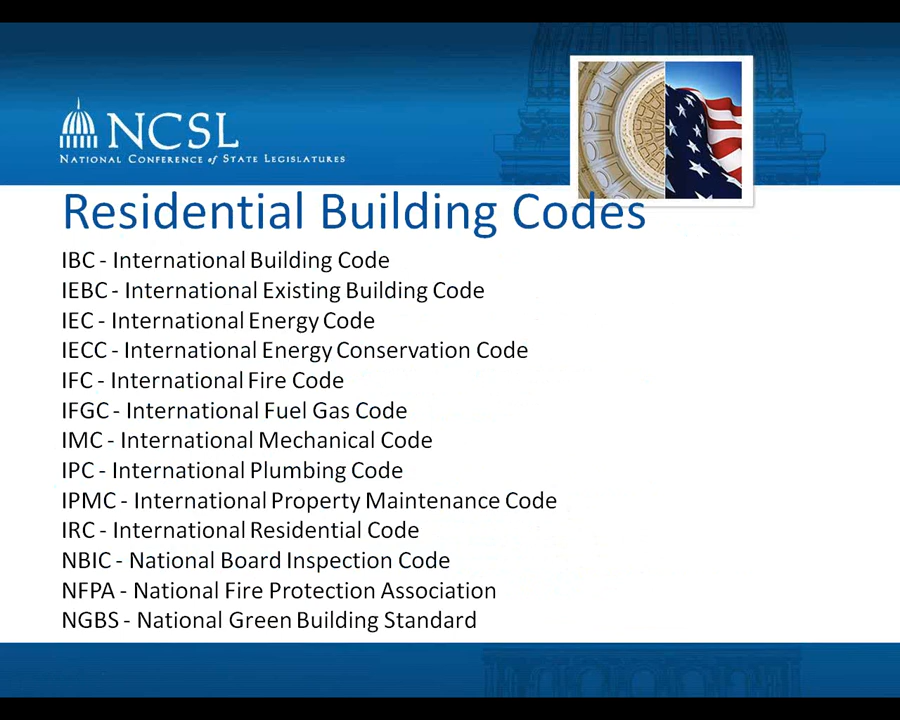 NCSL
NATIONAL CONFERENCE of STATE LEGISLATURES
Residential Building Codes
IBC - International Building Code
IEBC - International Existing Building Code
IEC - International Energy Code
IECC - International Energy Conservation Code
IFC - International Fire Code
IFGC - International Fuel Gas Code
IMC - International Mechanical Code
IPC - International Plumbing Code
IPMC - International Property Maintenance Code
IRC - International Residential Code
NBIC - National Board Inspection Code
NFPA - National Fire Protection Association
NGBS - National Green Building Standard